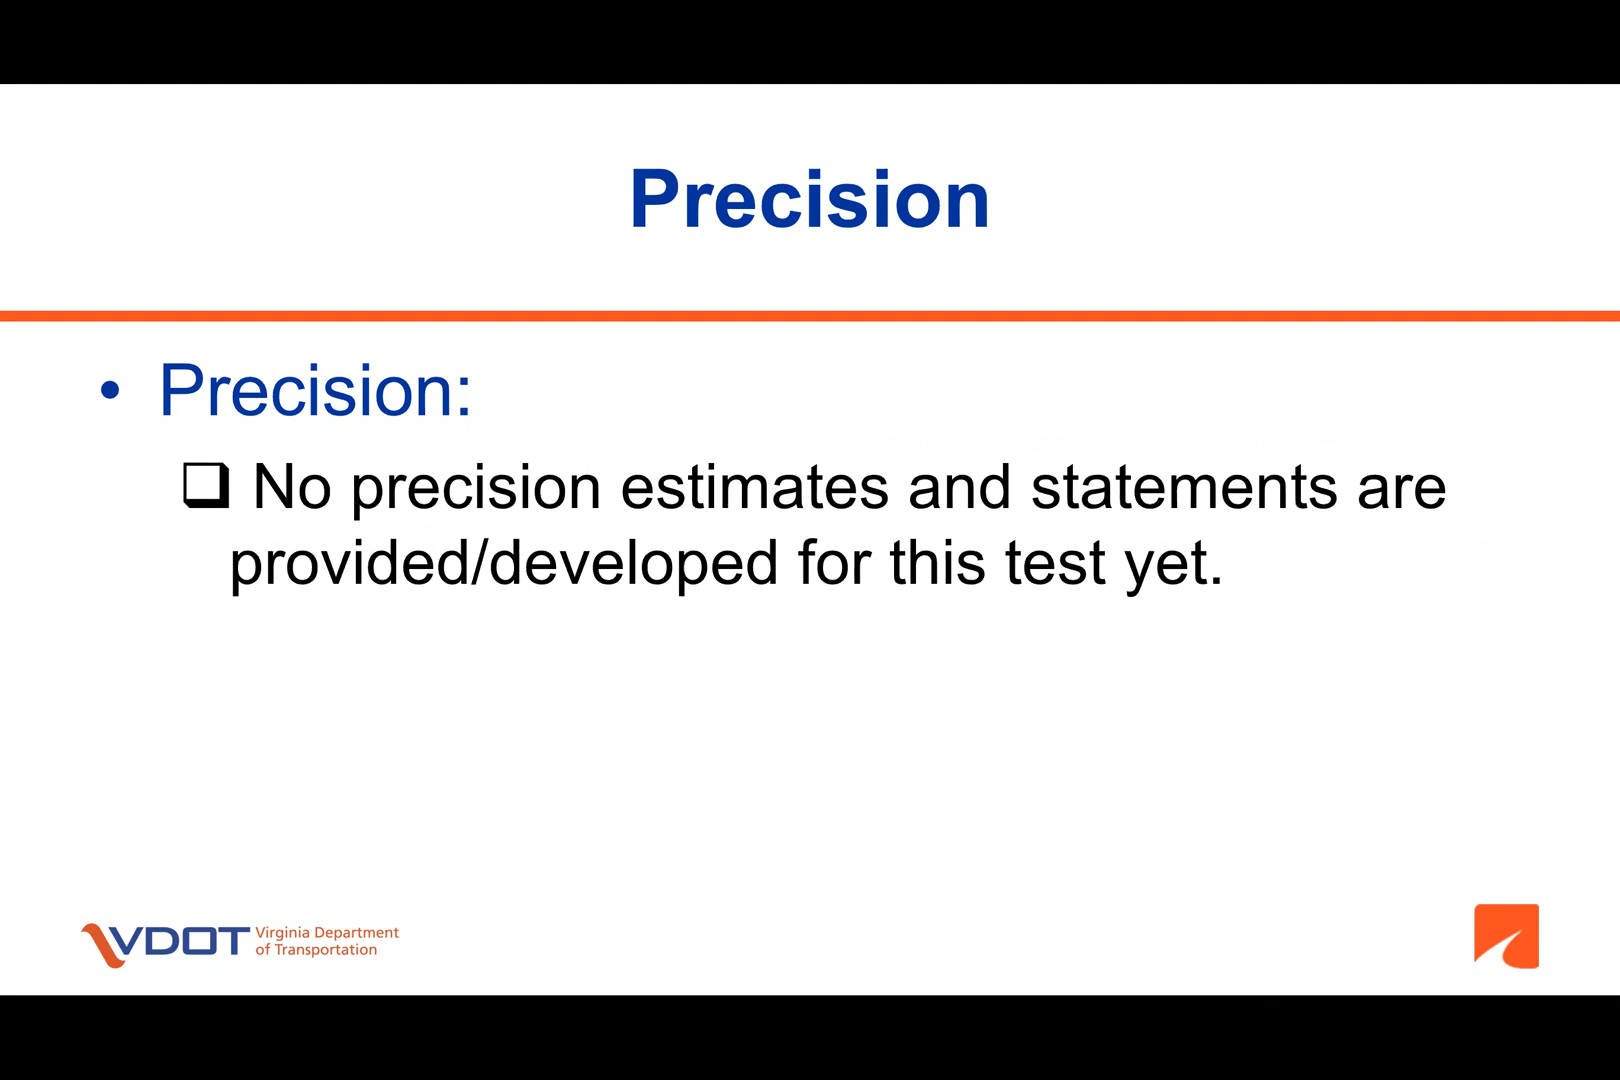 Precision
• Precision:
❑ No precision estimates and statements are
provided/developed for this test yet.
VDOT Virginia Department
of Transportation